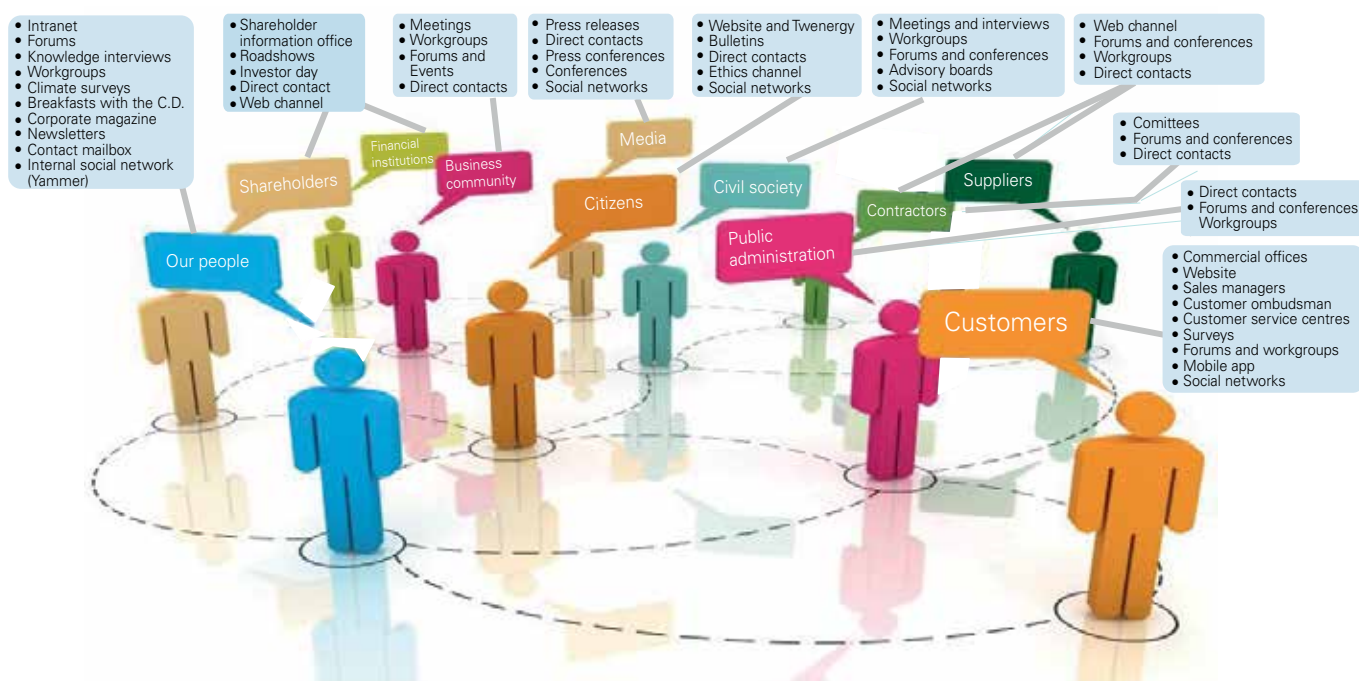 • Intranet
• Forums
• Knowledge interviews
• Workgroups
• Climate surveys
• Breakfasts with the C.D.
• Corporate magazine
• Newsletters
• Contact mailbox
• Internal social network
(Yammer)
• Shareholder
information office
• Roadshows
• Investor day
• Direct contact
• Web channel
• Meetings
• Workgroups
• Forums and
Events
• Direct contacts
• Press releases
• Direct contacts
• Press conferences
• Conferences
• Social networks
• Website and Twenergy
• Bulletins
• Direct contacts
• Ethics channel
• Social networks
• Meetings and interviews
• Workgroups
• Forums and conferences
• Advisory boards
• Social networks
• Web channel
• Forums and conferences
• Workgroups
• Direct contacts
• Comittees
• Forums and conferences
• Direct contacts
• Direct contacts
• Forums and conferences
Workgroups
• Commercial offices
• Website
• Sales managers
• Customer ombudsman
• Customer service centres
• Surveys
• Forums and workgroups
• Mobile app
• Social networks
Our people
Shareholders
Financial
institutions
Business
community
Media
Citizens
Civil society
Public
administration
Contractors
Suppliers
Customers